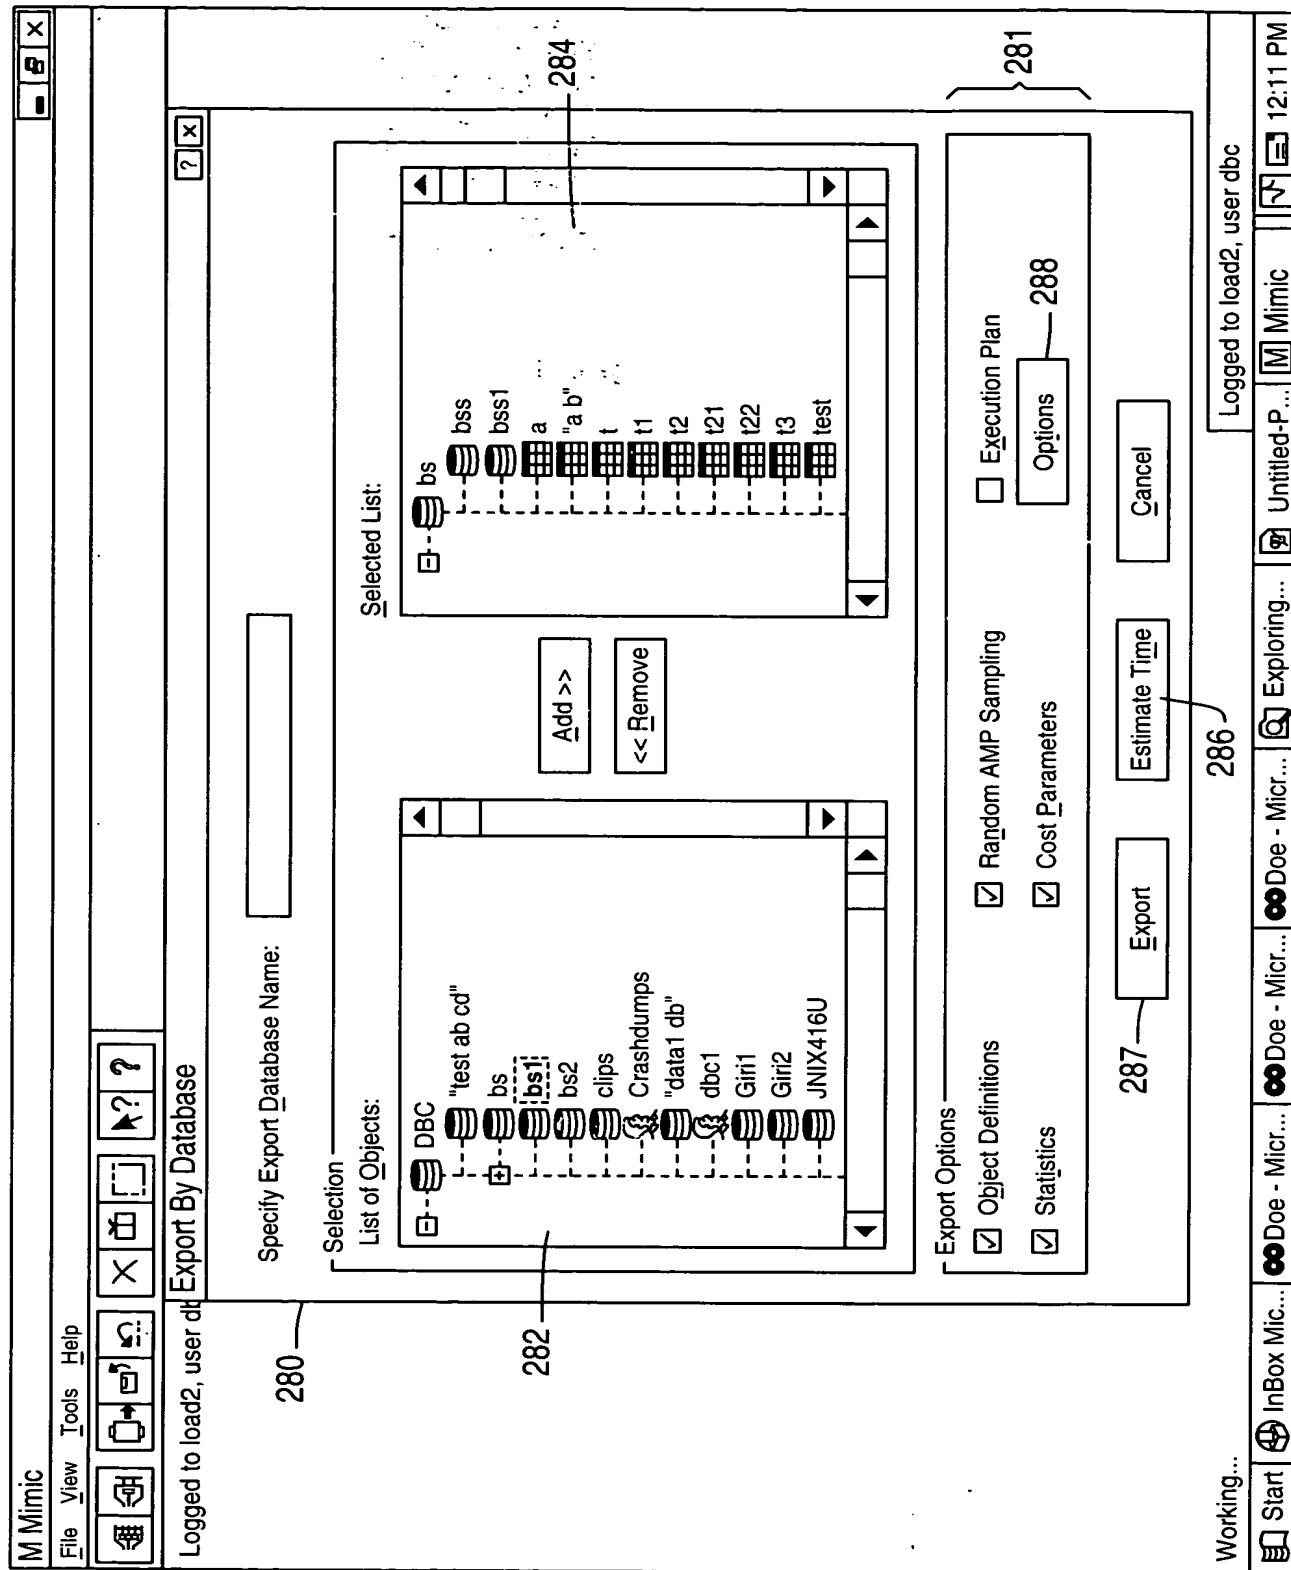 M Mimic
File View Tools Help
? ?
Logged to load2, user db
Export By Database
? X
280
Specify Export Database Name:
Selection
List of Objects:
DBC
"test ab cd"
bs
bs1
bs2
clips
Crashdumps
"data1 db"
dbc1
Giri1
Giri2
JNIX416U
282
Add >>
<< Remove
Selected List:
bs
bss
bss1
a
"a b"
t
t1
t2
t21
t22
t3
test
284
Export Options
Object Definitions
Random AMP Sampling
Execution Plan
Statistics
Cost Parameters
Options
288
281
Export
Estimate Time
Cancel
287
286
Working...
Logged to load2, user dbc
Start
InBox Mic...
Doe - Micr...
Doe - Micr...
Doe - Micr...
Exploring...
Untitled-P...
M Mimic
12:11 PM